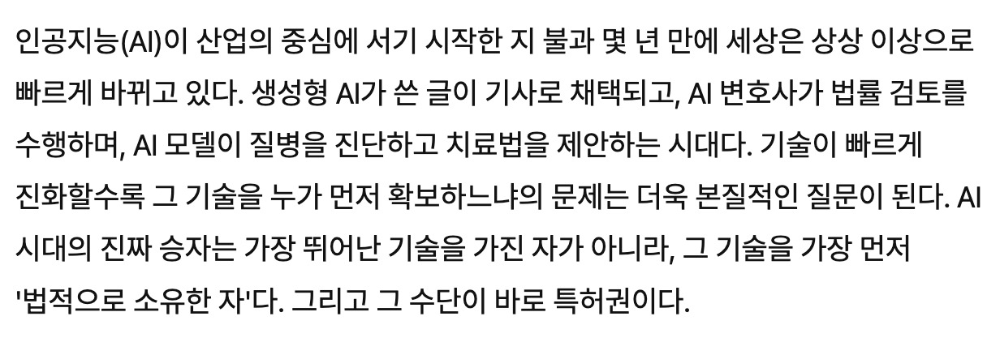 인공지능(AI)이 산업의 중심에 서기 시작한 지 불과 몇 년 만에 세상은 상상 이상으로
빠르게 바뀌고 있다. 생성형 AI가 쓴 글이 기사로 채택되고, AI 변호사가 법률 검토를
수행하며, AI 모델이 질병을 진단하고 치료법을 제안하는 시대다. 기술이 빠르게
진화할수록 그 기술을 누가 먼저 확보하느냐의 문제는 더욱 본질적인 질문이 된다. AI
시대의 진짜 승자는 가장 뛰어난 기술을 가진 자가 아니라, 그 기술을 가장 먼저
'법적으로 소유한 자'다. 그리고 그 수단이 바로 특허권이다.